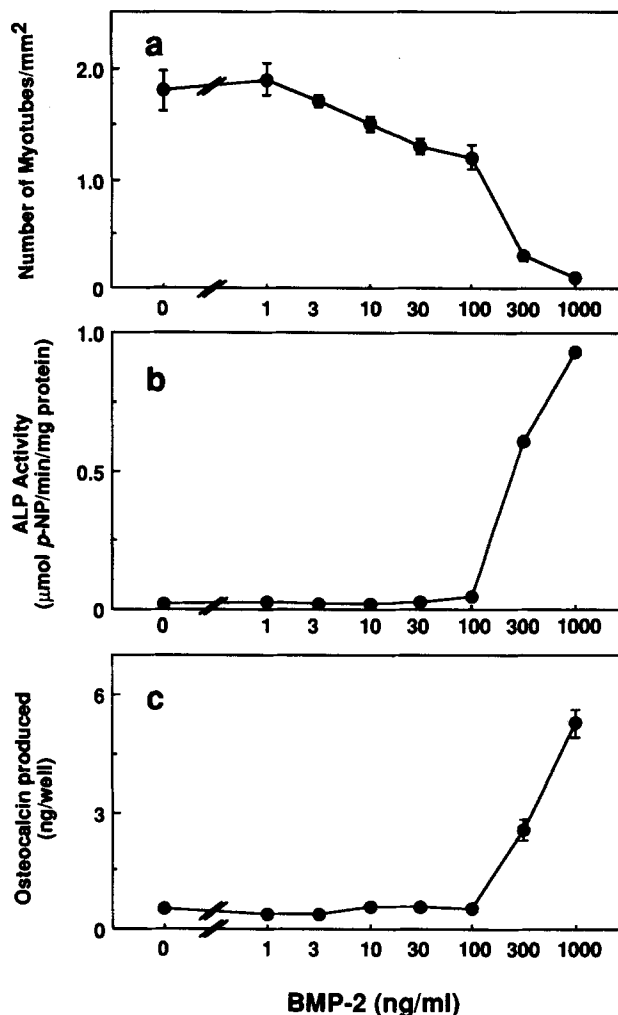 a
Number of Myotubes/mm²
2.0
1.0
0
0 1 3 10 30 100 300 1000
b
ALP Activity
(μmol p-NP/min/mg protein)
1.0
0.5
0
0 1 3 10 30 100 300 1000
c
Osteocalcin produced
(ng/well)
6
3
0
0 1 3 10 30 100 300 1000
BMP-2 (ng/ml)